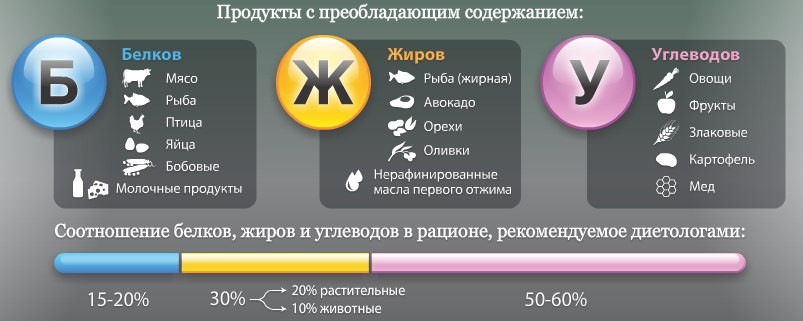 Продукты с преобладающим содержанием:
Б
Белков
Мясо
Рыба
Птица
Яйца
Бобовые
Молочные продукты
Ж
Жиров
Рыба (жирная)
Авокадо
Орехи
Оливки
Нерафинированные
масла первого отжима
У
Углеводов
Овощи
Фрукты
Злаковые
Картофель
Мед
Соотношение белков, жиров и углеводов в рационе, рекомендуемое диетологами:
15-20%
30%
20% растительные
10% животные
50-60%